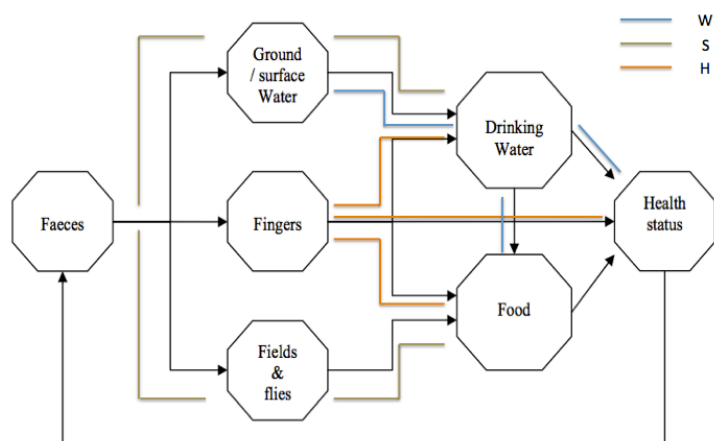 W
S
H
Ground
/ surface
Water
Drinking
Water
Faeces
Fingers
Health
status
Food
Fields
&
flies